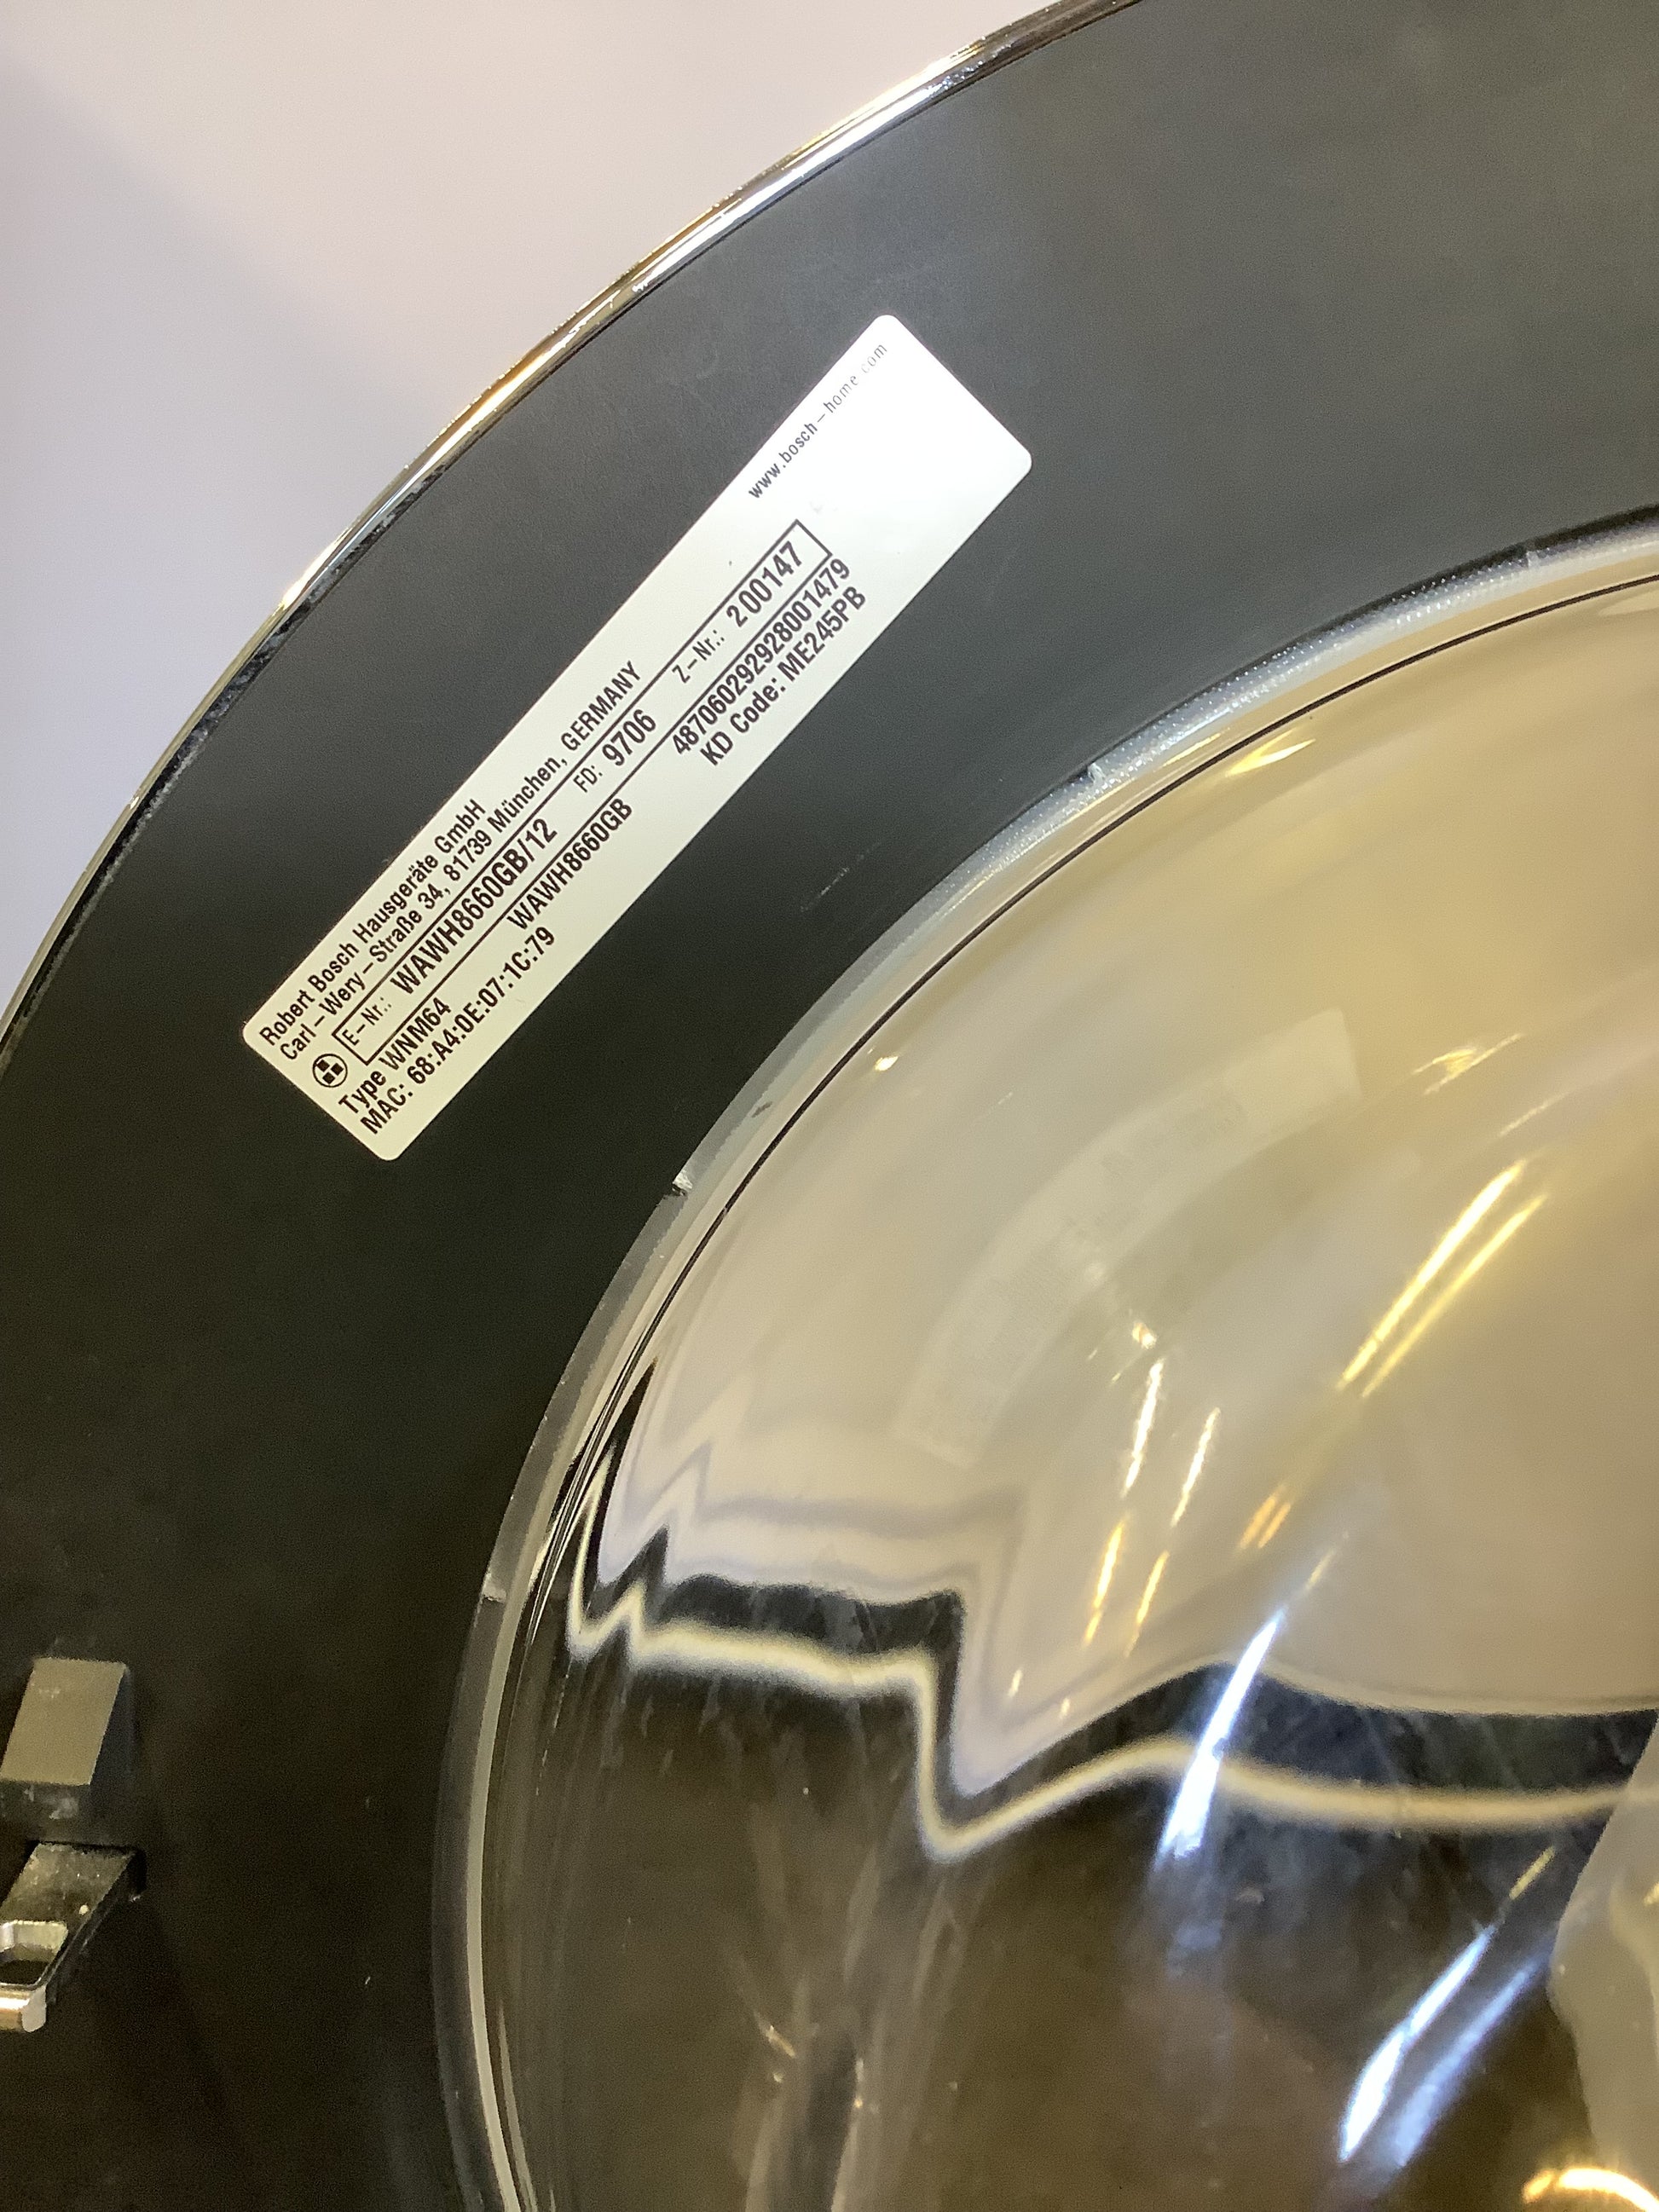 Robert Bosch Hausgeräte GmbH
Carl-Wery-Straße 34, 81739 München, GERMANY
E-Nr.: WAWH8660GB/12 FD: 9706 Z-Nr.: 200147
Type WNM64 WAWH8660GB 487060292928001479
MAC: 68:A4:0E:07:1C:79 KD Code: ME245PB
www.bosch-home.com